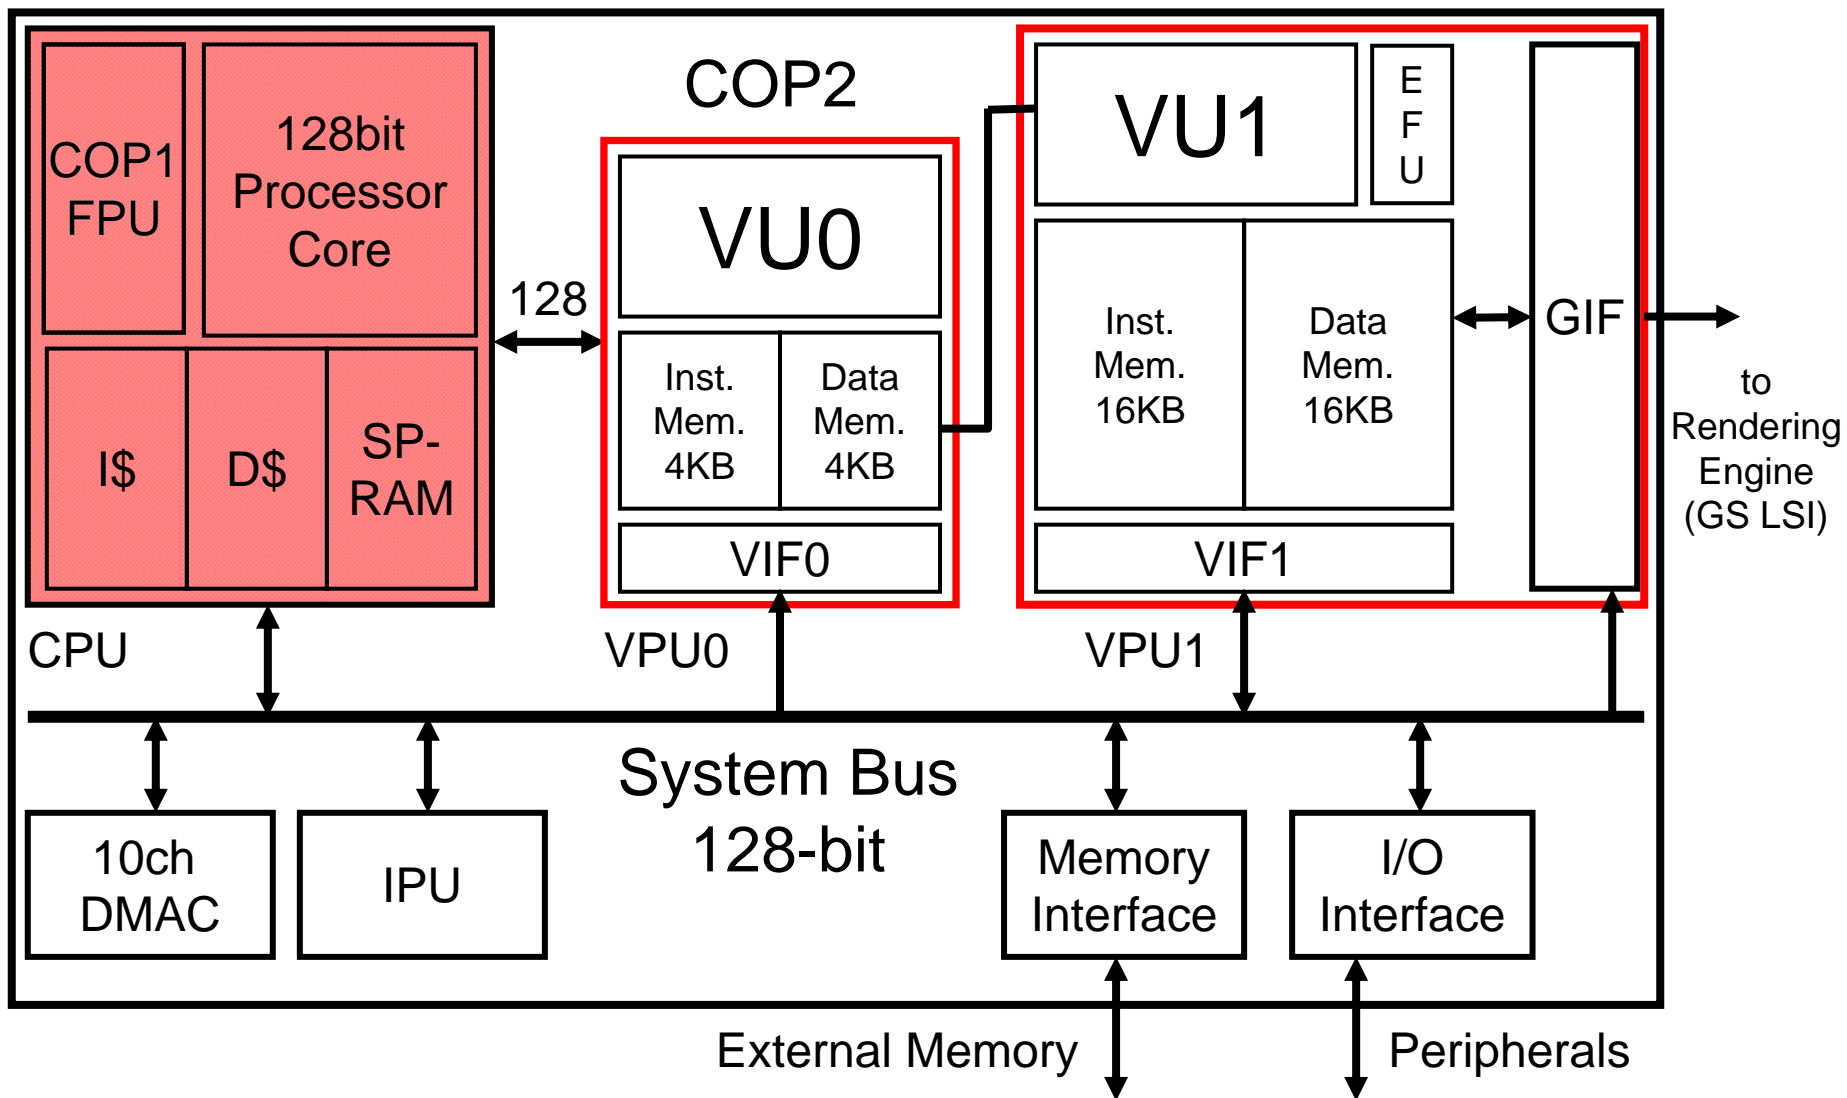 COP1
FPU
128bit
Processor
Core
I$
D$
SP-
RAM
CPU
128
COP2
VU0
Inst.
Mem.
4KB
Data
Mem.
4KB
VIF0
VPU0
VU1
E
F
U
Inst.
Mem.
16KB
Data
Mem.
16KB
VIF1
VPU1
GIF
to
Rendering
Engine
(GS LSI)
System Bus
128-bit
10ch
DMAC
IPU
Memory
Interface
I/O
Interface
External Memory
Peripherals